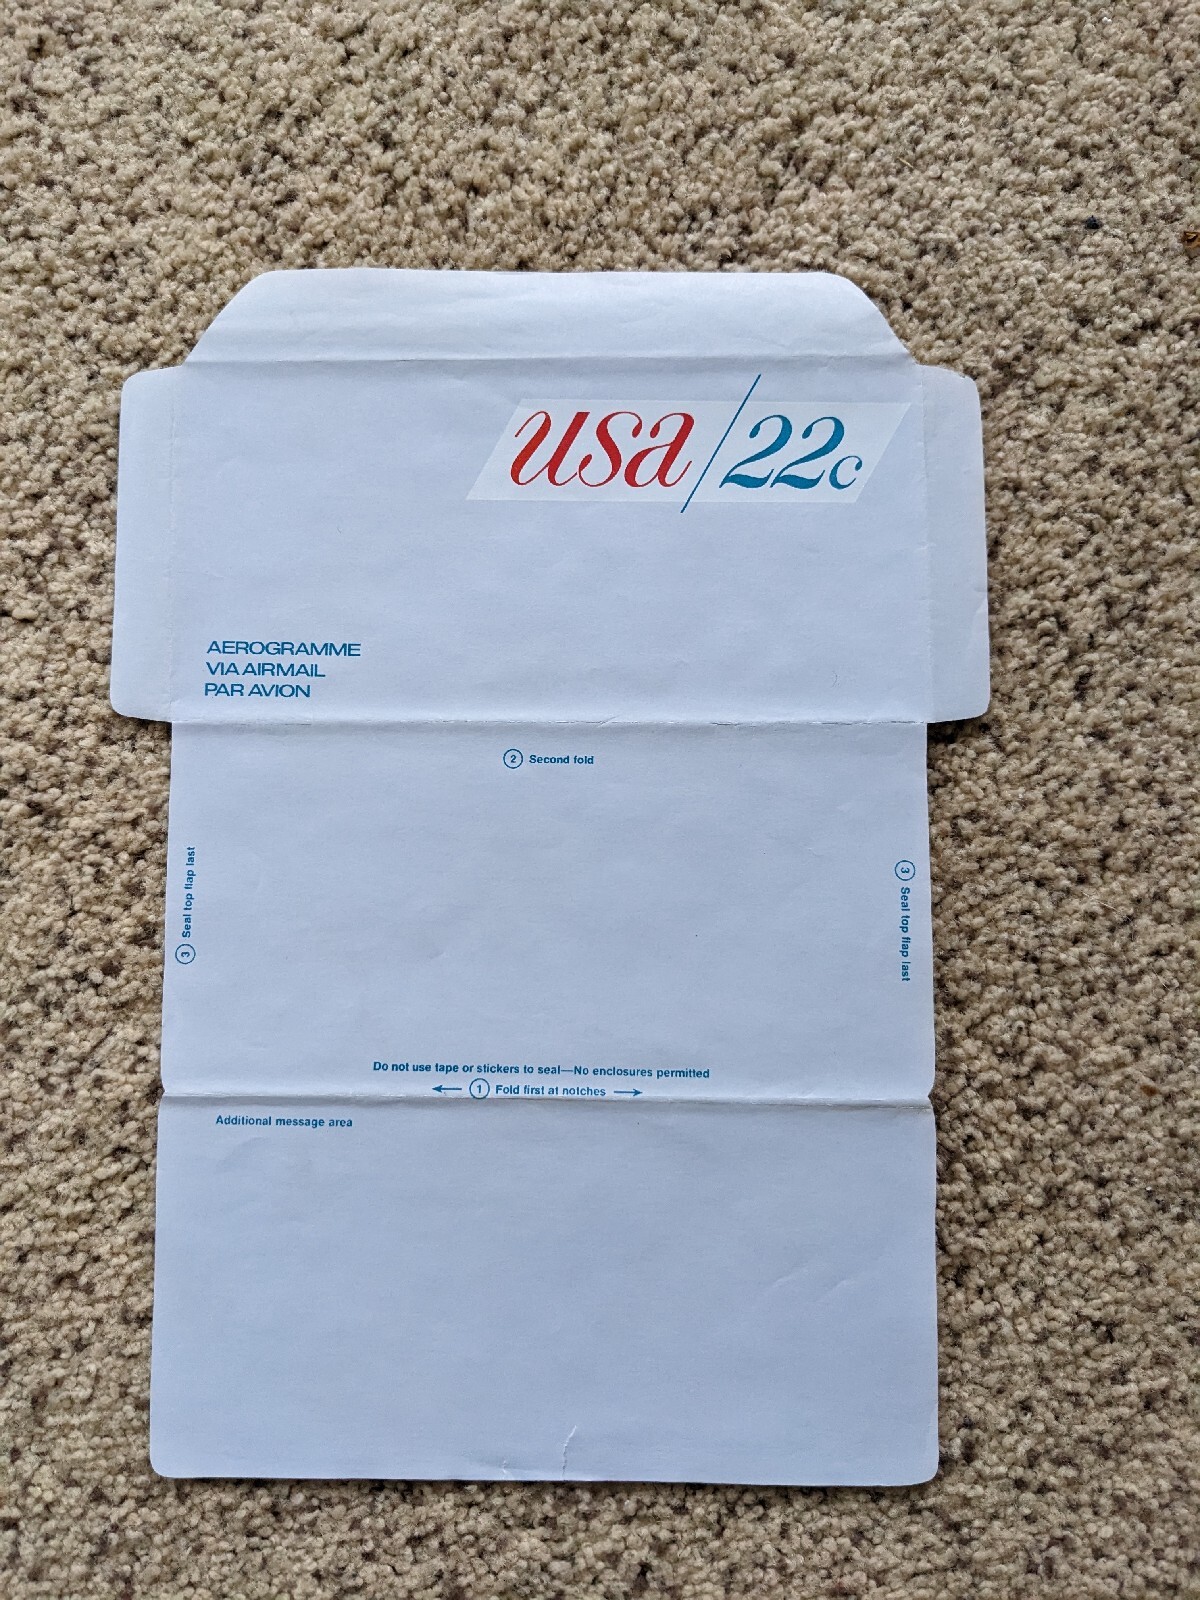 usa/22c
AEROGRAMME
VIA AIRMAIL
PAR AVION
2 Second fold
3 Seal top flap last
3 Seal top flap last
Do not use tape or stickers to seal—No enclosures permitted
← 1 Fold first at notches →
Additional message area